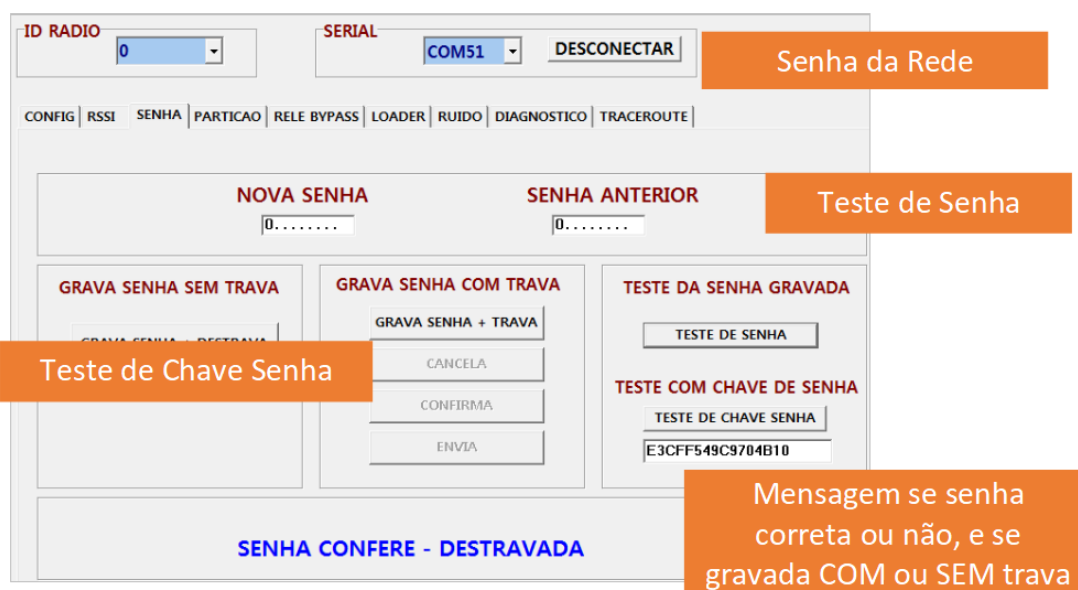 ID RADIO
0
SERIAL
COM51
DESCONECTAR
Senha da Rede
CONFIG RSSI SENHA PARTICAO RELE BYPASS LOADER RUIDO DIAGNOSTICO TRACEROUTE
NOVA SENHA
0........
SENHA ANTERIOR
0........
Teste de Senha
GRAVA SENHA SEM TRAVA
GRAVA SENHA + DESTRAVA
Teste de Chave Senha
GRAVA SENHA COM TRAVA
GRAVA SENHA + TRAVA
CANCELA
CONFIRMA
ENVIA
TESTE DA SENHA GRAVADA
TESTE DE SENHA
TESTE COM CHAVE DE SENHA
TESTE DE CHAVE SENHA
E3CFF549C9704B10
SENHA CONFERE - DESTRAVADA
Mensagem se senha
correta ou não, e se
gravada COM ou SEM trava